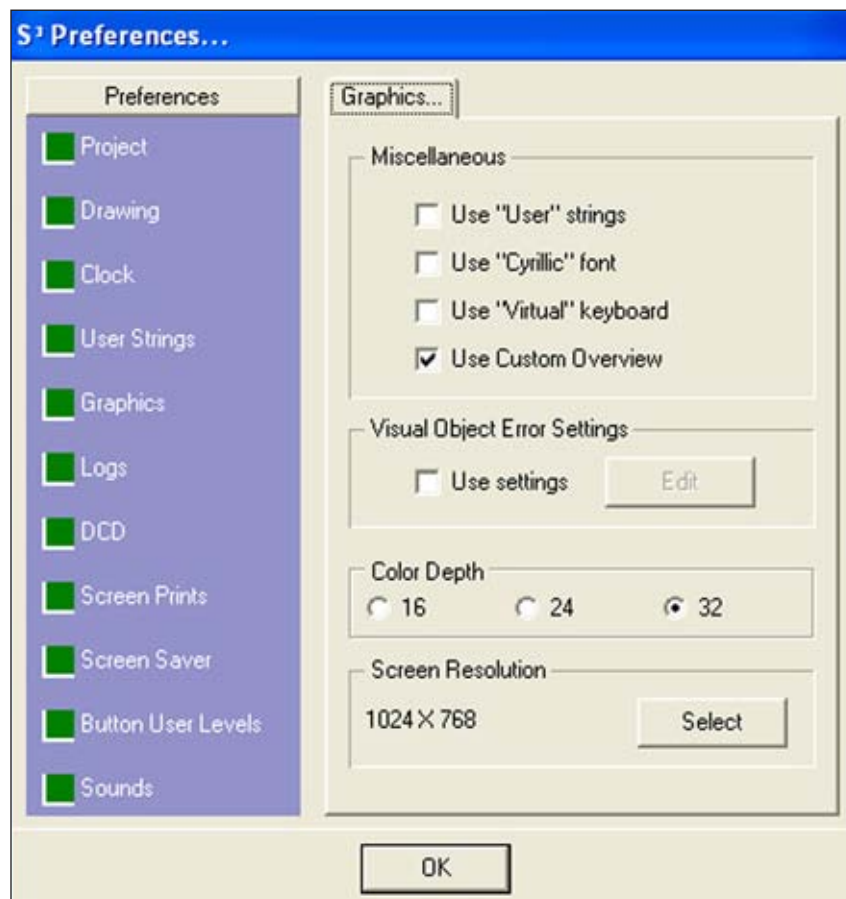 S³ Preferences...
Preferences
Project
Drawing
Clock
User Strings
Graphics
Logs
DCD
Screen Prints
Screen Saver
Button User Levels
Sounds
Graphics...
Miscellaneous
Use "User" strings
Use "Cyrillic" font
Use "Virtual" keyboard
Use Custom Overview
Visual Object Error Settings
Use settings
Edit
Color Depth
16 24 32
Screen Resolution
1024 X 768
Select
OK